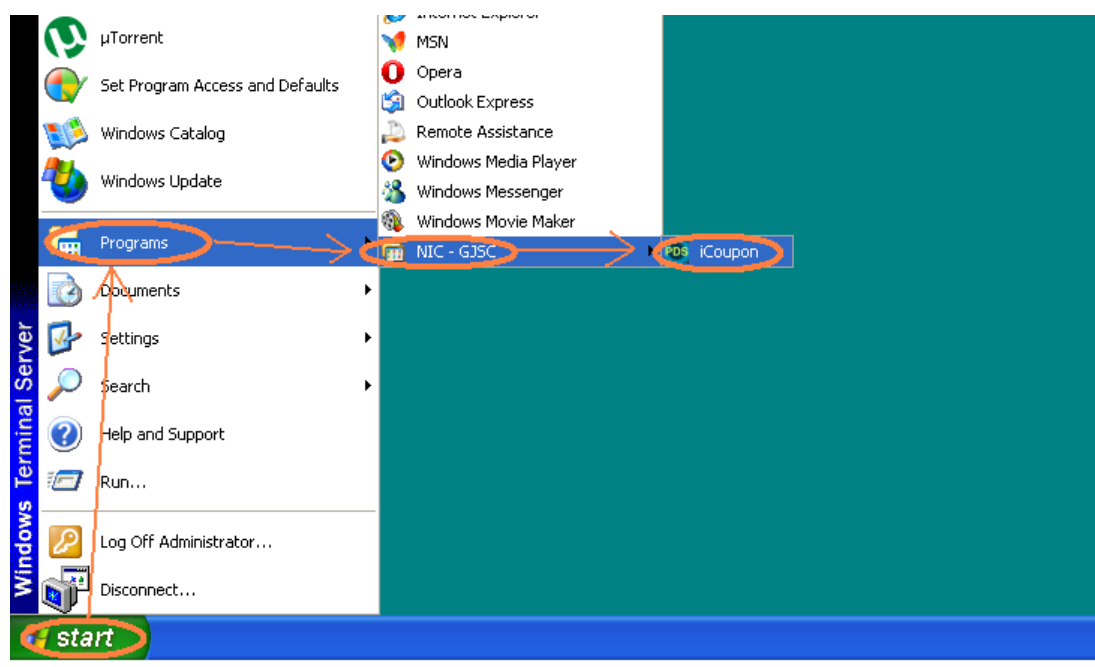 µTorrent
Set Program Access and Defaults
Windows Catalog
Windows Update
Programs
Documents
Settings
Search
Help and Support
Run...
Log Off Administrator...
Disconnect...
Internet Explorer
MSN
Opera
Outlook Express
Remote Assistance
Windows Media Player
Windows Messenger
Windows Movie Maker
NIC - GJSC
PDS iCoupon
Windows Terminal Server
start